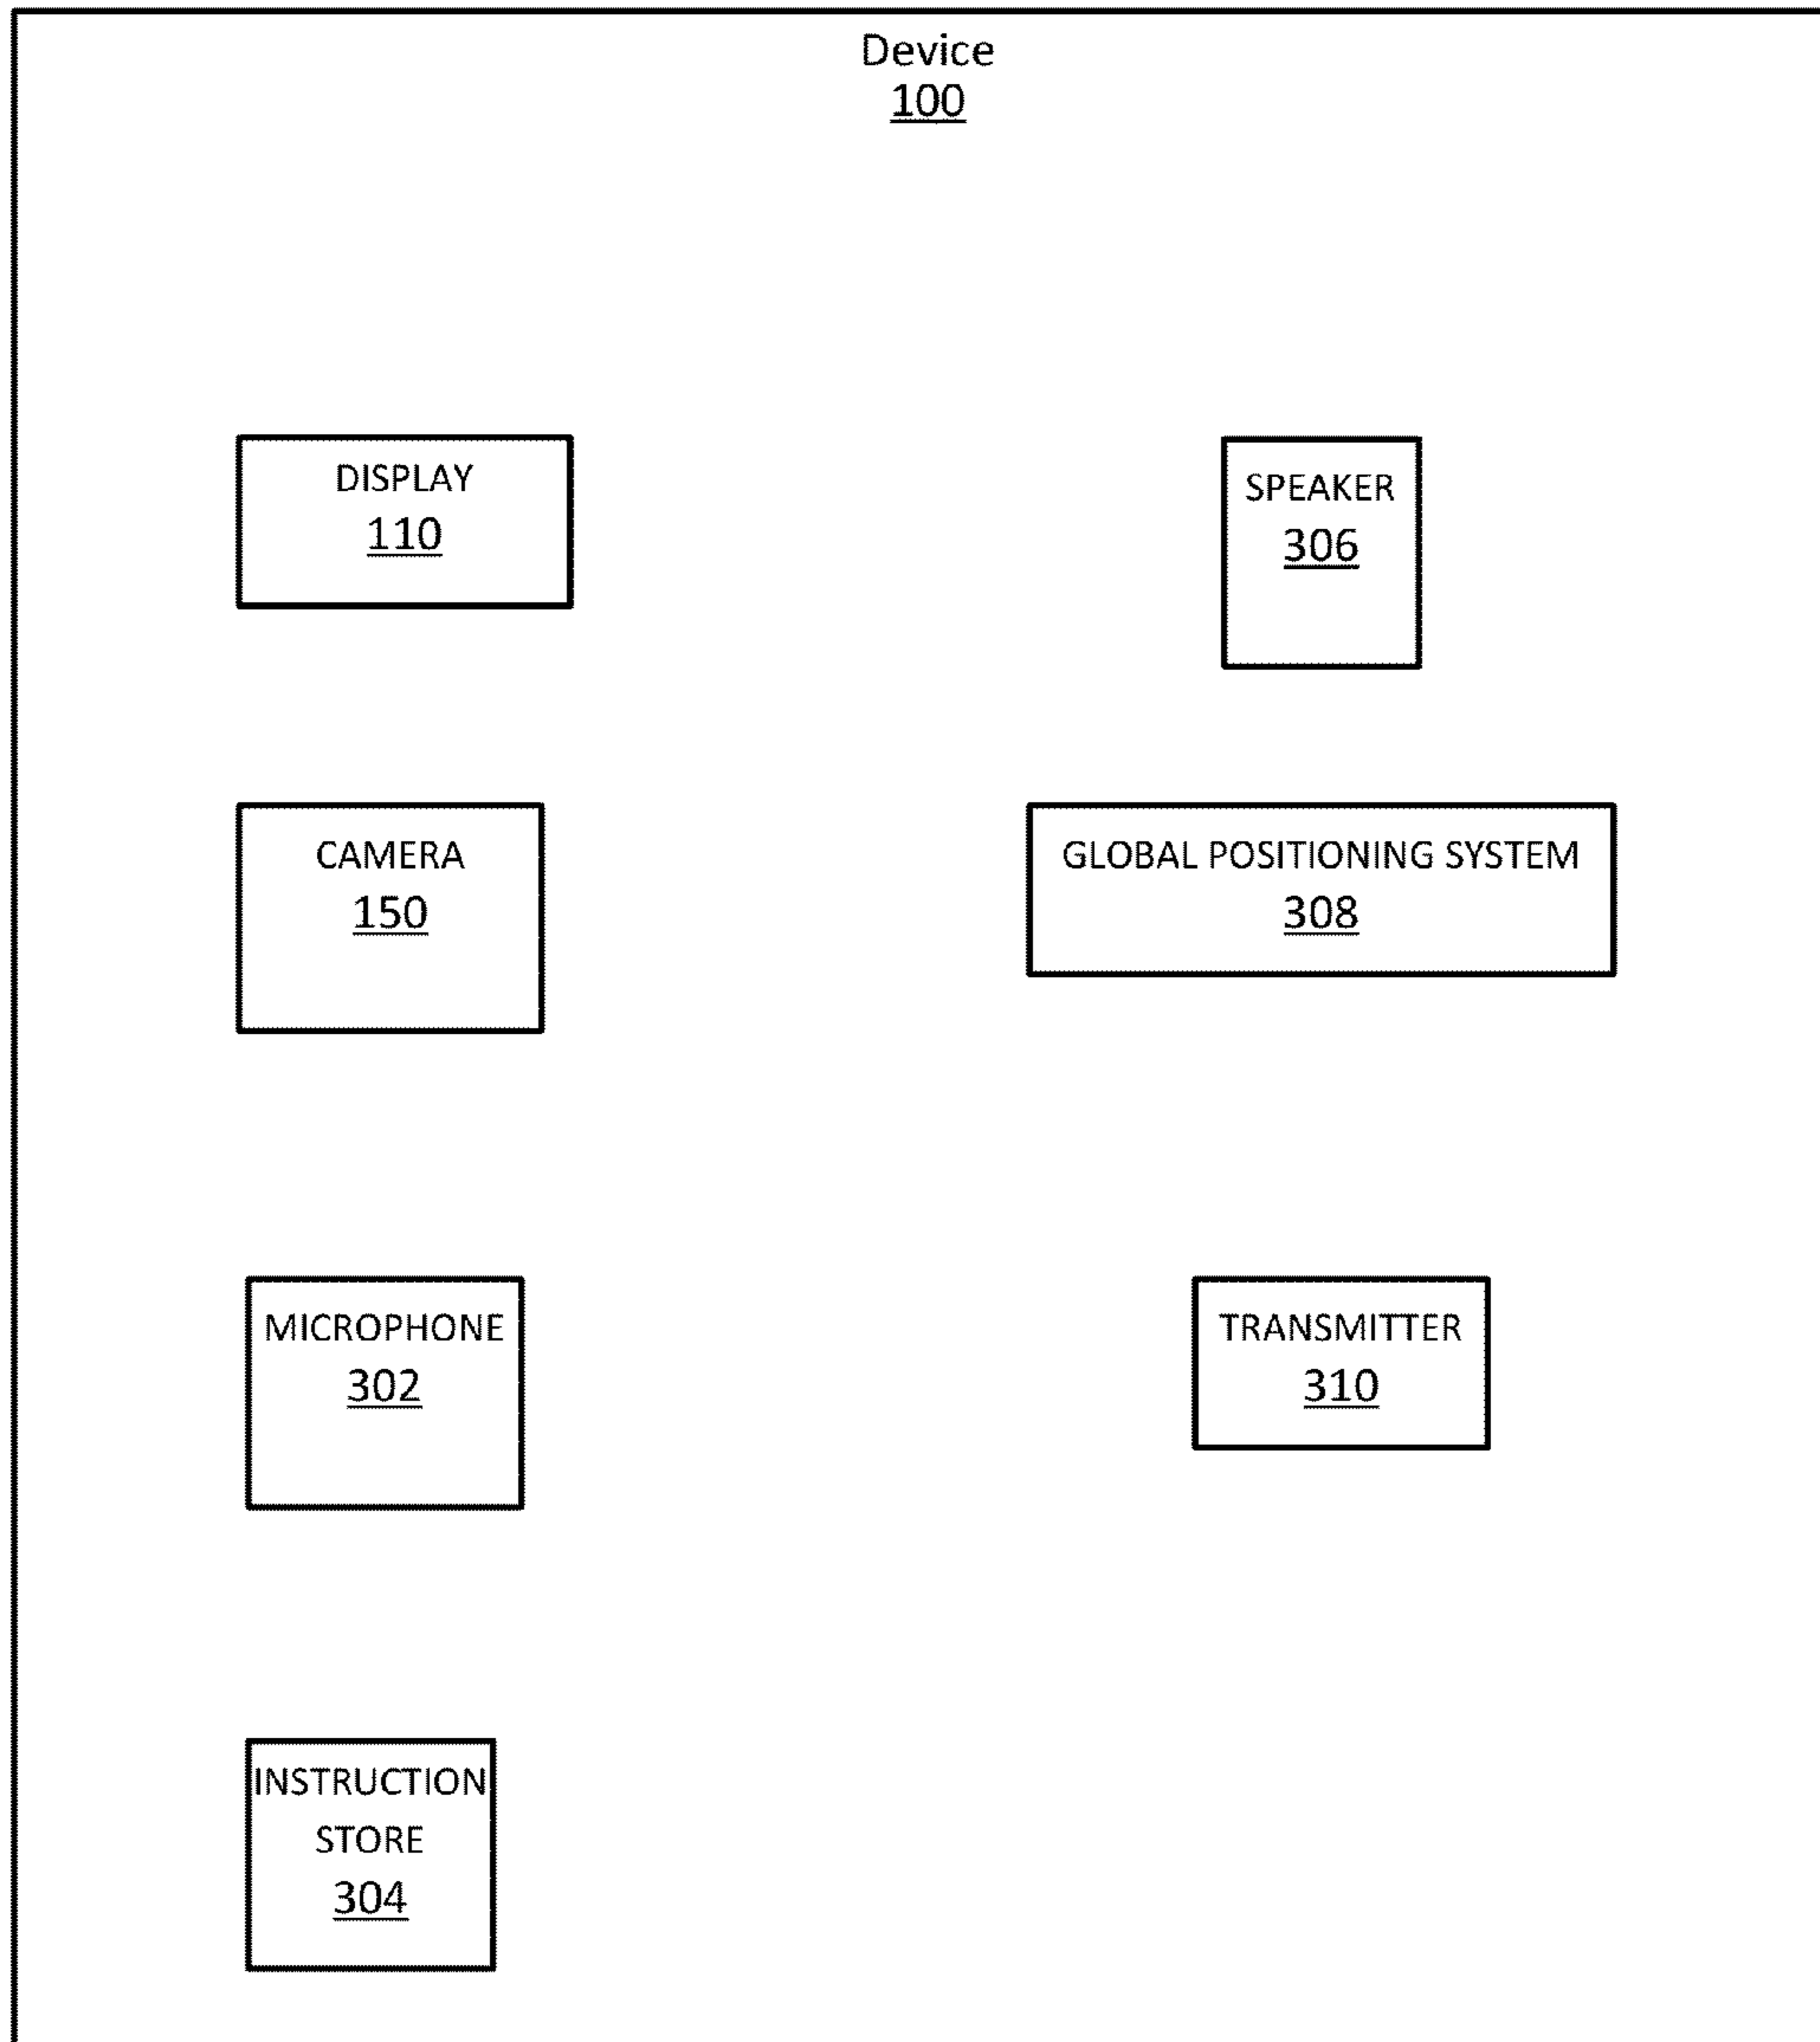 Device
100
DISPLAY
110
SPEAKER
306
CAMERA
150
GLOBAL POSITIONING SYSTEM
308
MICROPHONE
302
TRANSMITTER
310
INSTRUCTION
STORE
304